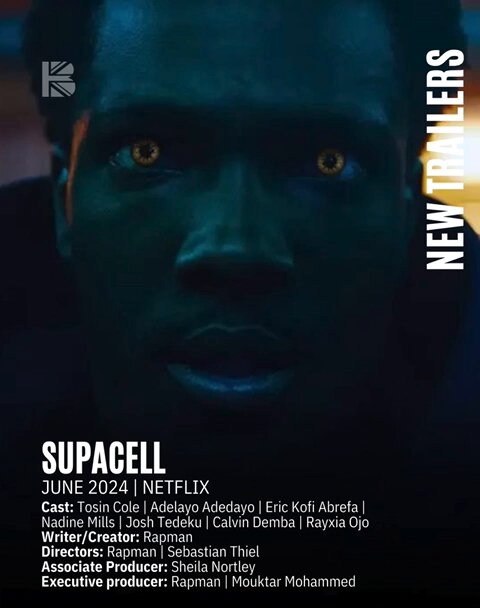 NEW TRAILERS
SUPACELL
JUNE 2024 | NETFLIX
Cast: Tosin Cole | Adelayo Adedayo | Eric Kofi Abrefa |
Nadine Mills | Josh Tedeku | Calvin Demba | Rayxia Ojo
Writer/Creator: Rapman
Directors: Rapman | Sebastian Thiel
Associate Producer: Sheila Nortley
Executive producer: Rapman | Mouktar Mohammed